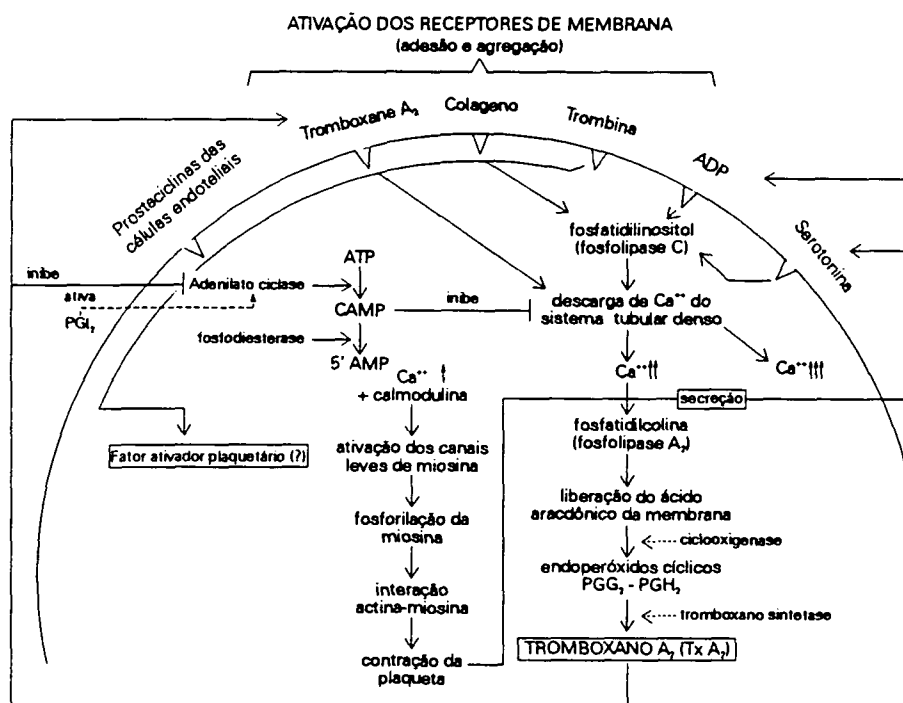 ATIVAÇÃO DOS RECEPTORES DE MEMBRANA
(adesão e agregação)
Tromboxane A₂
Colageno
Trombina
ADP
Serotonina
Prostaciclinas das
células endoteliais
inibe
ativa
PGI₂
Adenilato ciclase
ATP
CAMP
inibe
fosfodiesterase
5' AMP
fosfatidilinositol
(fosfolipase C)
descarga de Ca⁺⁺ do
sistema tubular denso
Ca⁺⁺↑↑
Ca⁺⁺↑↑↑
Ca⁺⁺ ↑
+ calmodulina
secreção
Fator ativador plaquetário (?)
ativação dos canais
leves de miosina
fosforilação da
miosina
interação
actina-miosina
contração da
plaqueta
fosfatidilcolina
(fosfolipase A₂)
liberação do ácido
aracdônico da membrana
ciclooxigenase
endoperóxidos cíclicos
PGG₂ - PGH₂
tromboxano sintetase
TROMBOXANO A₂ (Tx A₂)